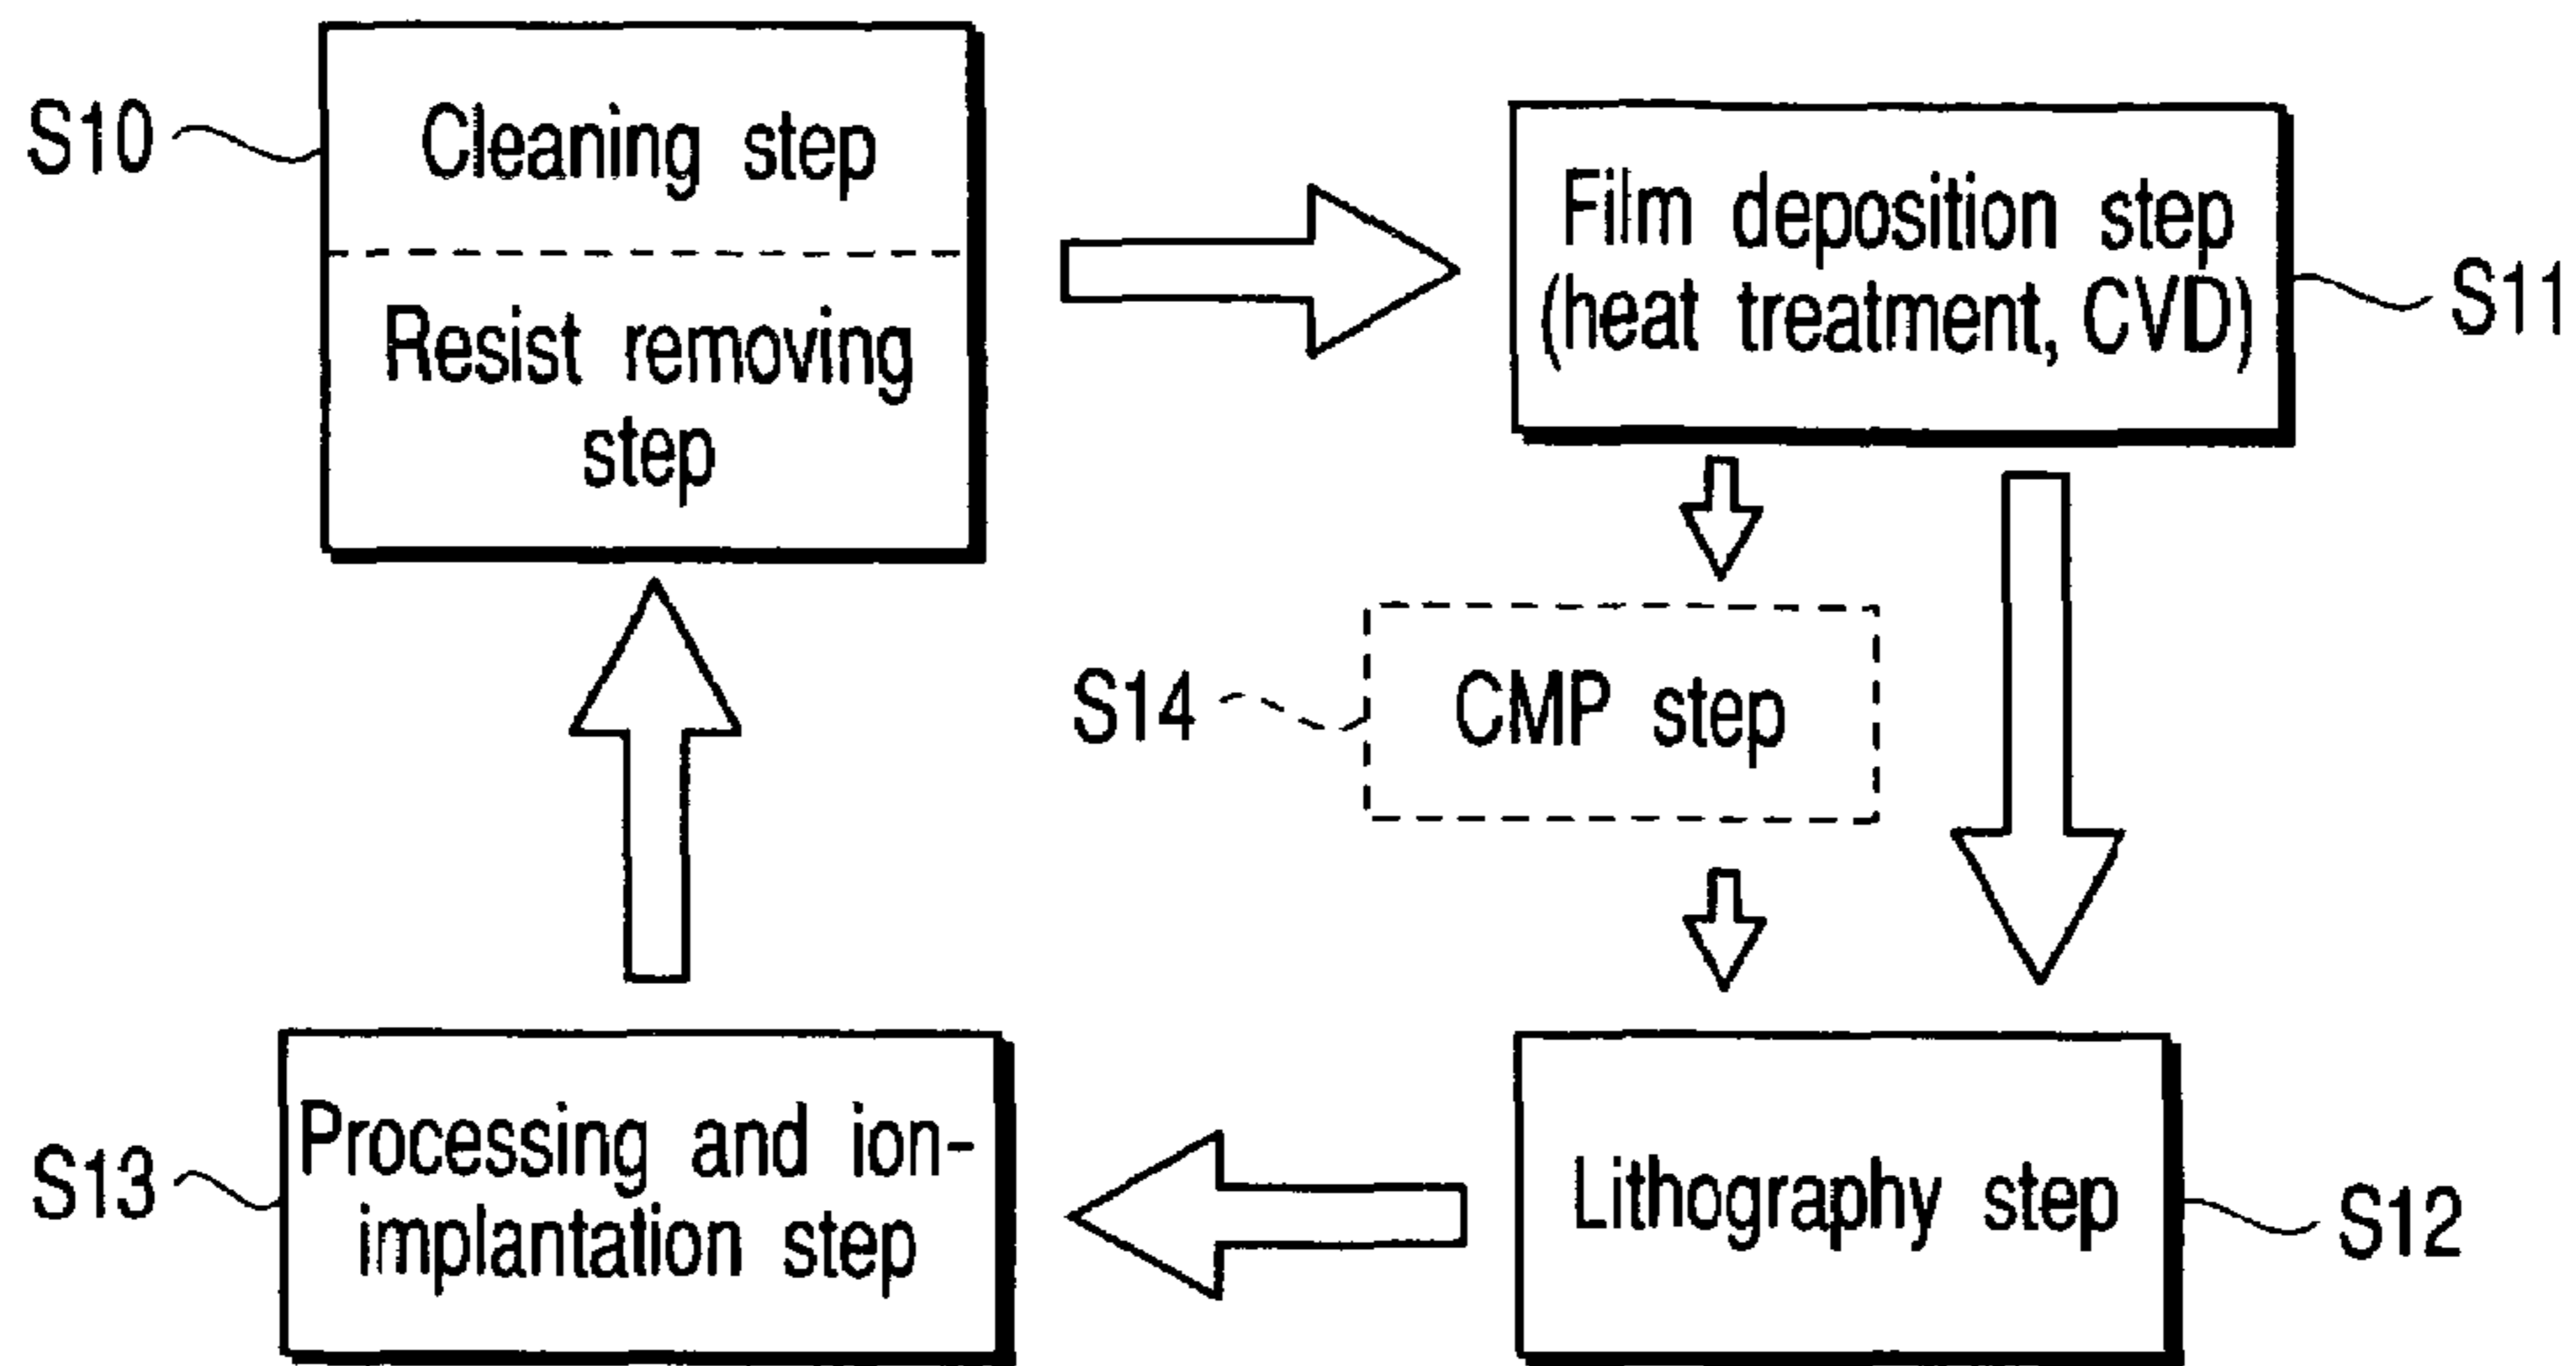 S10
Cleaning step
Resist removing
step
Film deposition step
(heat treatment, CVD)
S11
S14
CMP step
S13
Processing and ion-
implantation step
Lithography step
S12